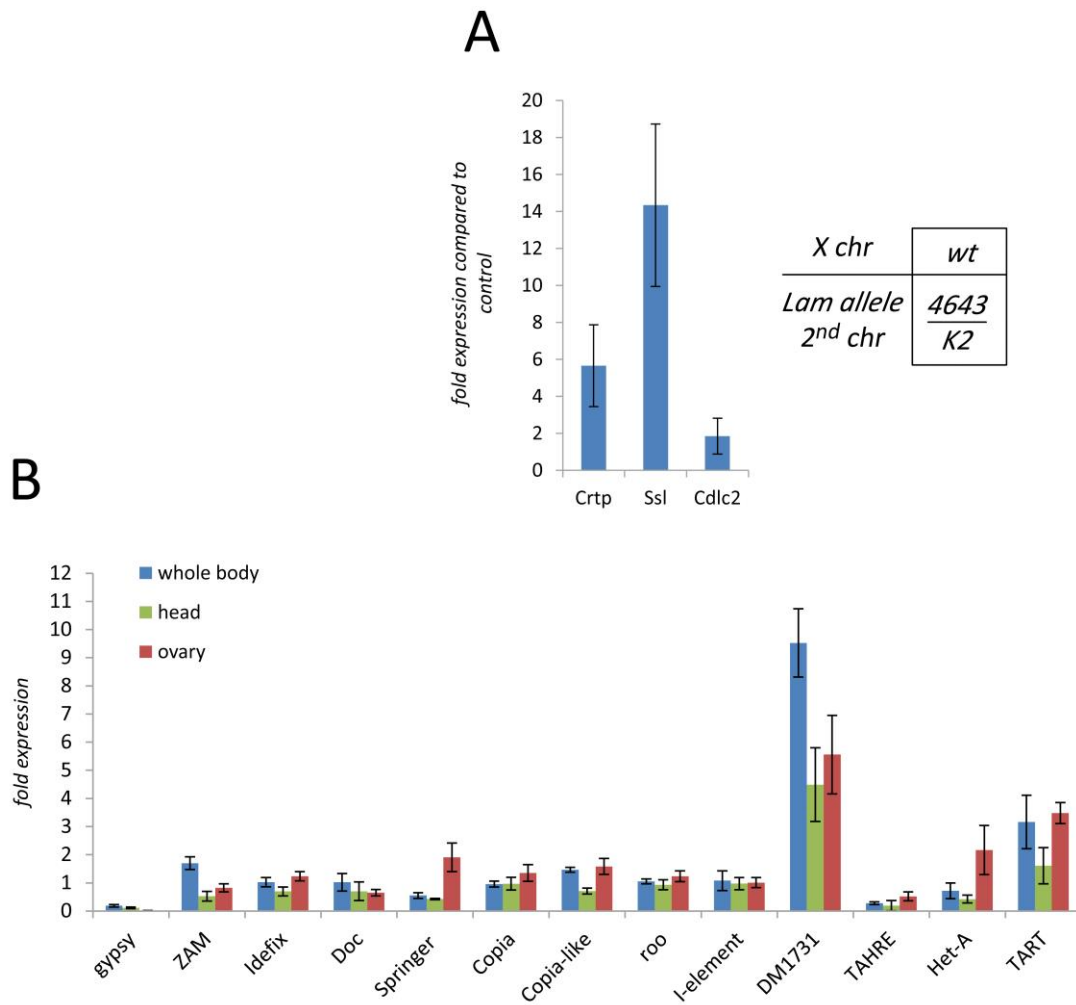 A
fold expression compared to
control
20
18
16
14
12
10
8
6
4
2
0
Crtp Ssl Cdlc2
X chr wt
Lam allele 4643
2nd chr K2
B
fold expression
12
11
10
9
8
7
6
5
4
3
2
1
0
whole body
head
ovary
gypsy ZAM Idefix Doc Springer Copia Copia-like roo I-element DM1731 TAHRE Het-A TART